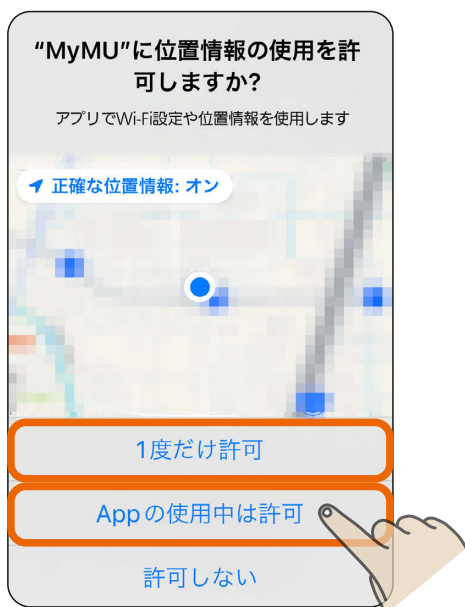 “MyMU”に位置情報の使用を許
可しますか?
アプリでWi-Fi設定や位置情報を使用します
正確な位置情報: オン
1度だけ許可
Appの使用中は許可
許可しない